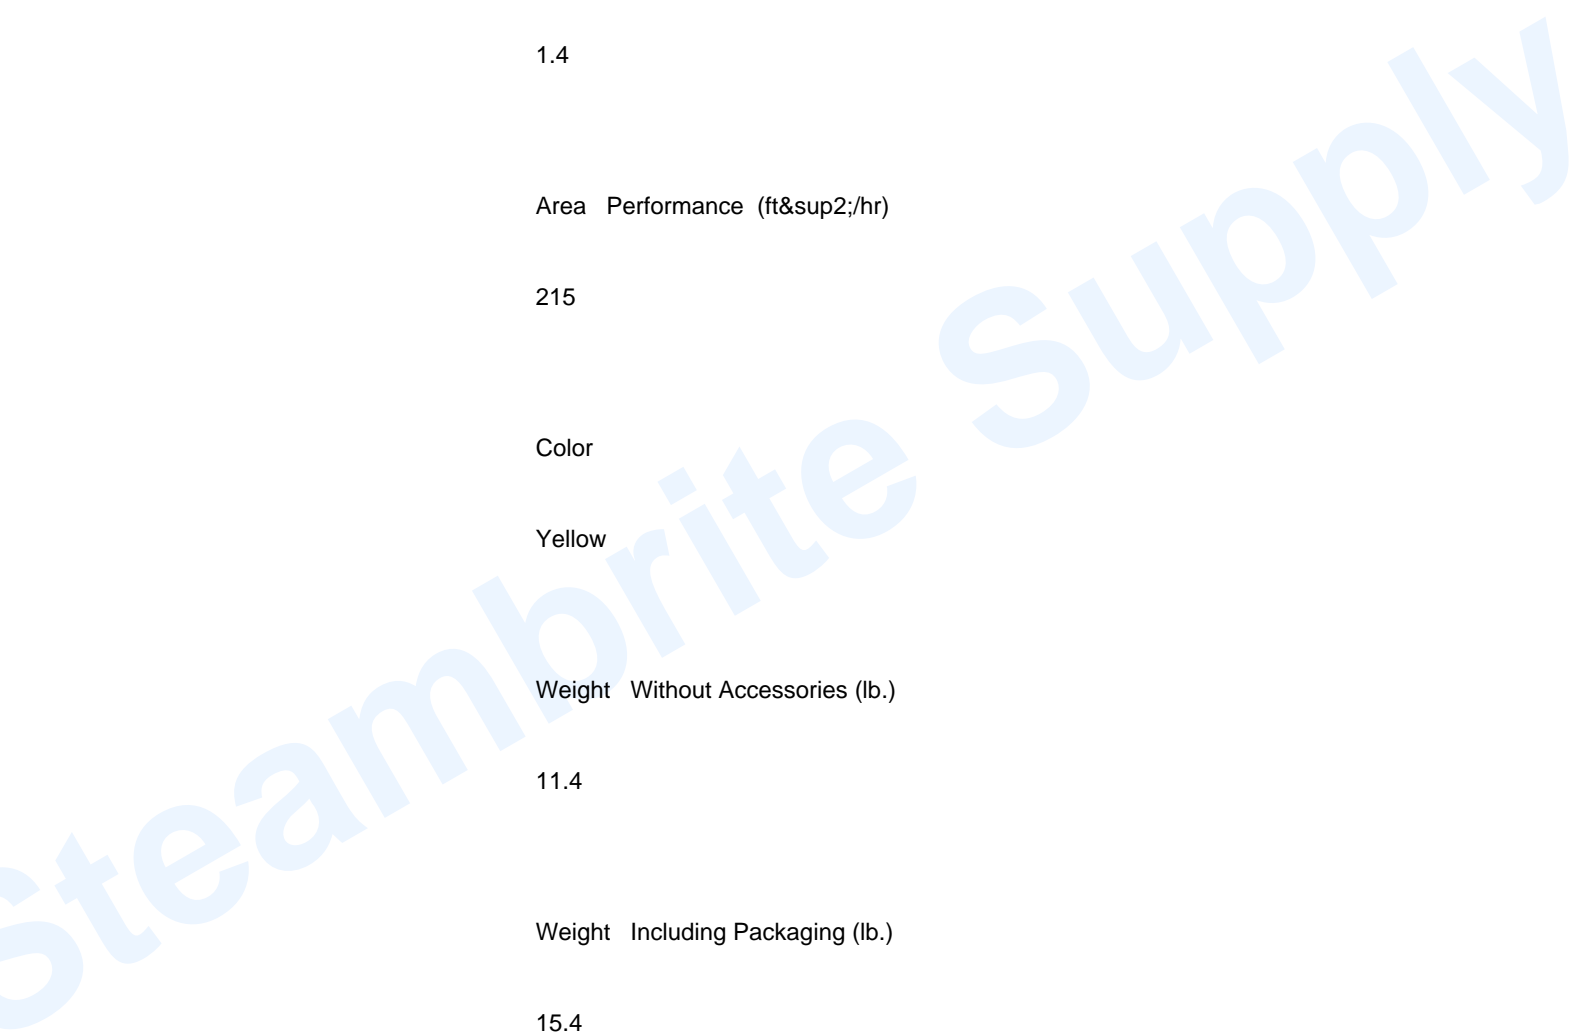 1.4
Area Performance (ft&sup2;/hr)
215
Color
Yellow
Weight Without Accessories (lb.)
11.4
Weight Including Packaging (lb.)
15.4
Steambrite Supply